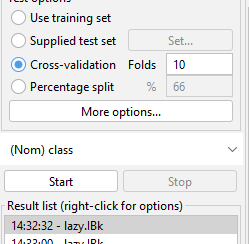 Test options
Use training set
Supplied test set Set...
Cross-validation Folds 10
Percentage split % 66
More options...
(Nom) class
Start Stop
Result list (right-click for options)
14:32:32 - lazy.IBk
14:33:00 - lazy.IBk